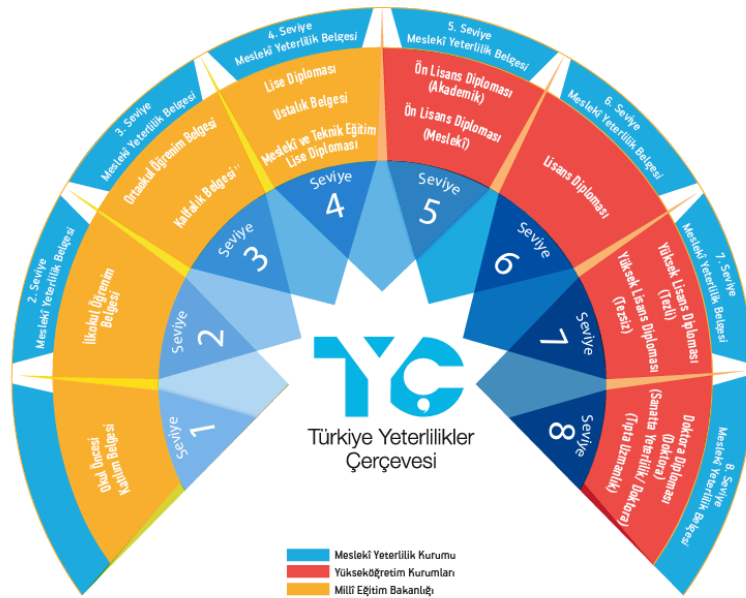 2. Seviye
Meslekî Yeterlilik Belgesi
3. Seviye
Meslekî Yeterlilik Belgesi
4. Seviye
Meslekî Yeterlilik Belgesi
5. Seviye
Meslekî Yeterlilik Belgesi
6. Seviye
Meslekî Yeterlilik Belgesi
7. Seviye
Meslekî Yeterlilik Belgesi
8. Seviye
Meslekî Yeterlilik Belgesi
Okul Öncesi
Katılım Belgesi
İlkokul Öğrenim
Belgesi
Ortaokul Öğrenim Belgesi
Kalfalık Belgesi
Lise Diploması
Ustalık Belgesi
Meslekî ve Teknik Eğitim
Lise Diploması
Ön Lisans Diploması
(Akademik)
Ön Lisans Diploması
(Meslekî)
Lisans Diploması
Yüksek Lisans Diploması
(Tezli)
Yüksek Lisans Diploması
(Tezsiz)
Doktora Diploması
(Doktora)
(Sanatta Yeterlilik/ Doktora)
(Tıpta Uzmanlık)
Seviye
1
Seviye
2
Seviye
3
Seviye
4
Seviye
5
Seviye
6
Seviye
7
Seviye
8
TYÇ
Türkiye Yeterlilikler
Çerçevesi
Meslekî Yeterlilik Kurumu
Yükseköğretim Kurumları
Millî Eğitim Bakanlığı